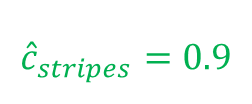 ĉ_stripes = 0.9